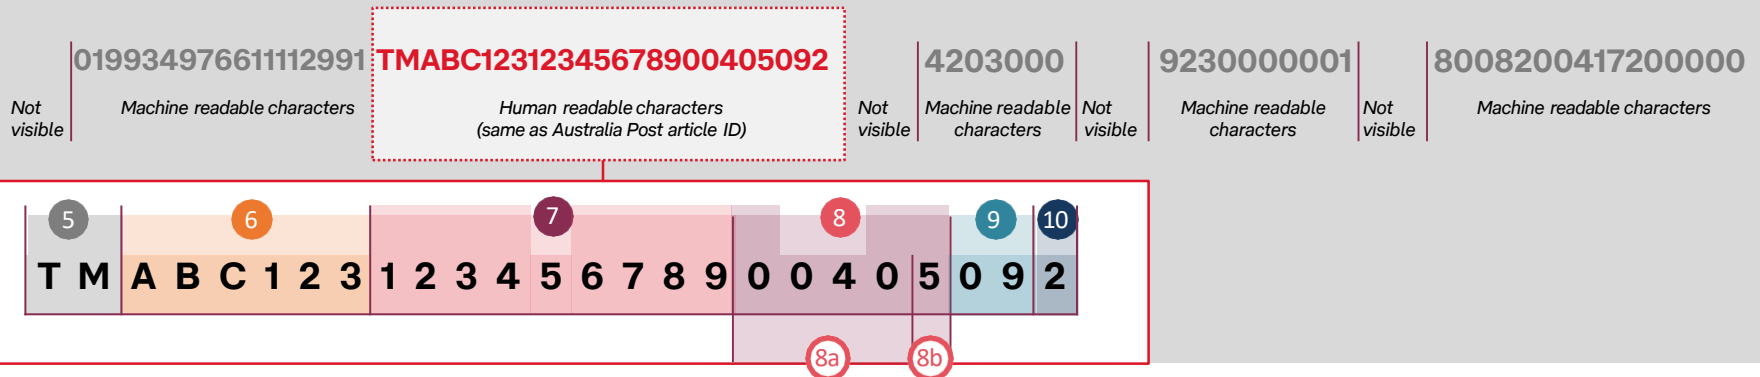 019934976611112991 TMABC12312345678900405092 4203000 9230000001 8008200417200000
Not visible Machine readable characters Human readable characters (same as Australia Post article ID) Not visible Machine readable characters Not visible Machine readable characters Not visible Machine readable characters
5 6 7 8 9 10
T M A B C 1 2 3 1 2 3 4 5 6 7 8 9 0 0 4 0 5 0 9 2
8a 8b